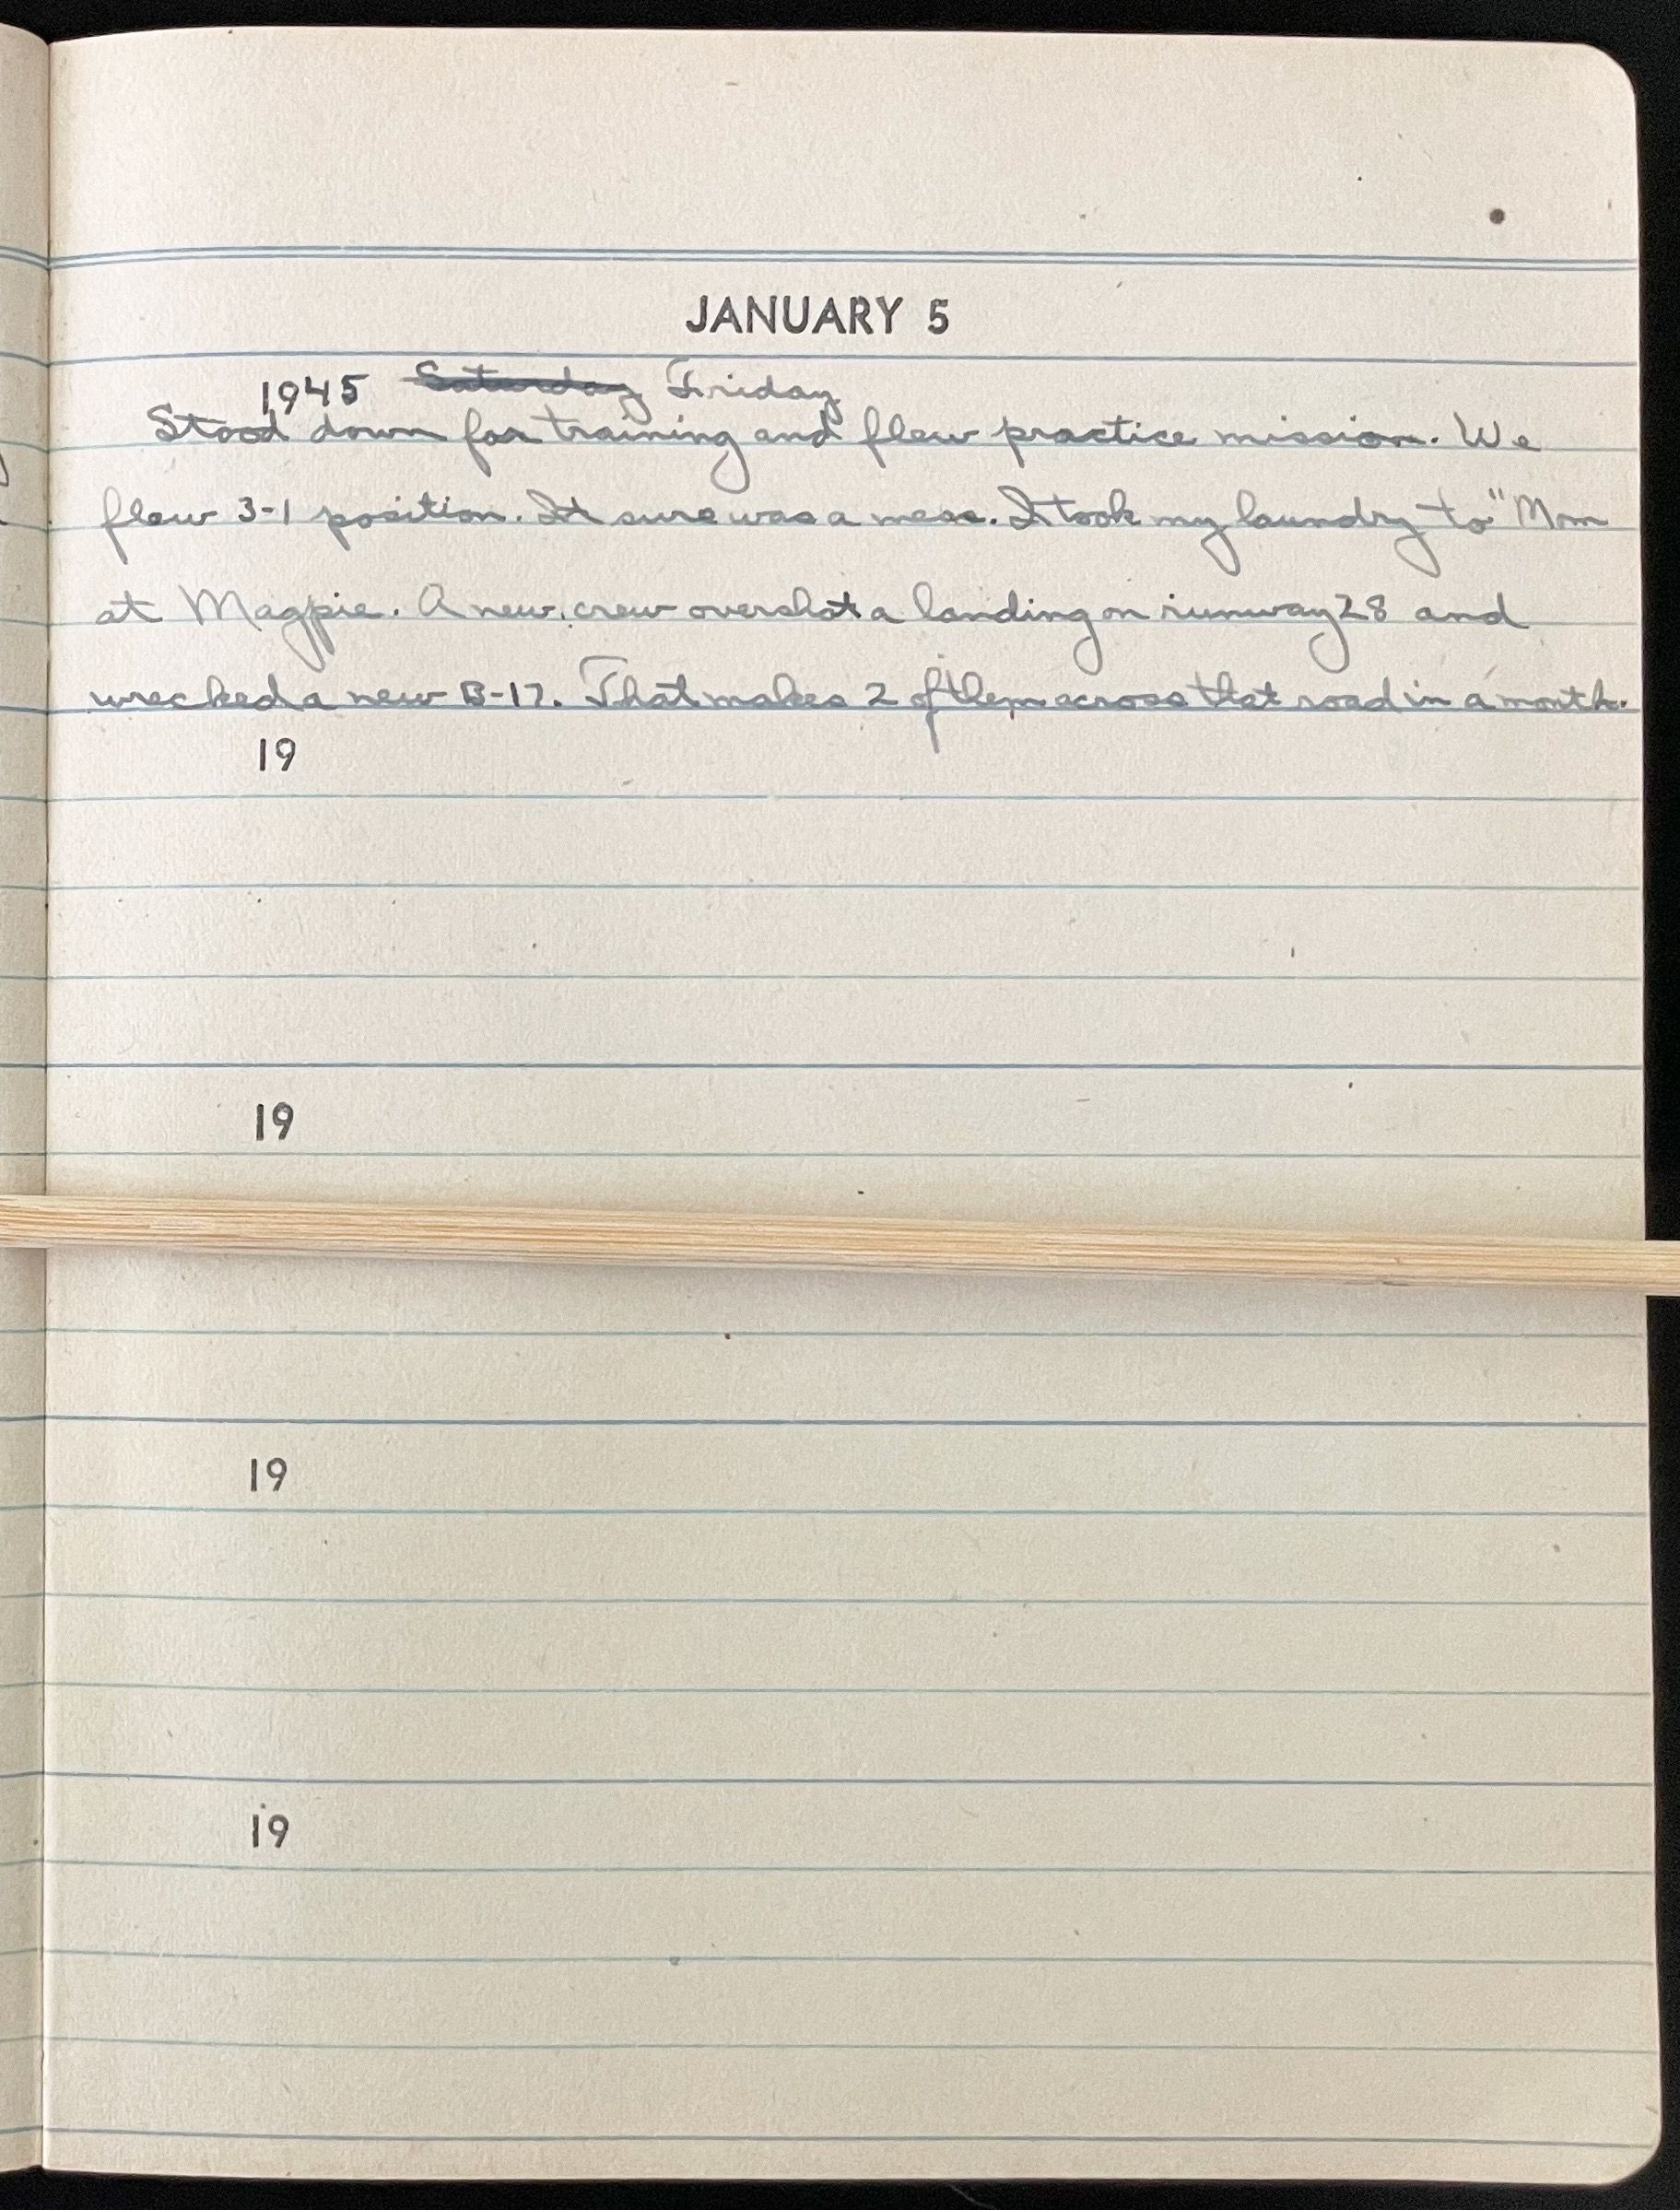 JANUARY 5
1945 Saturday Friday
Stood down for training and flew practice mission. We
flew 3-1 position. It sure was a mess. I took my laundry to "Mom
at Magpie. A new crew overshot a landing on runway 28 and
wrecked a new B-17. That makes 2 of them across that road in a month.
19
19
19
19